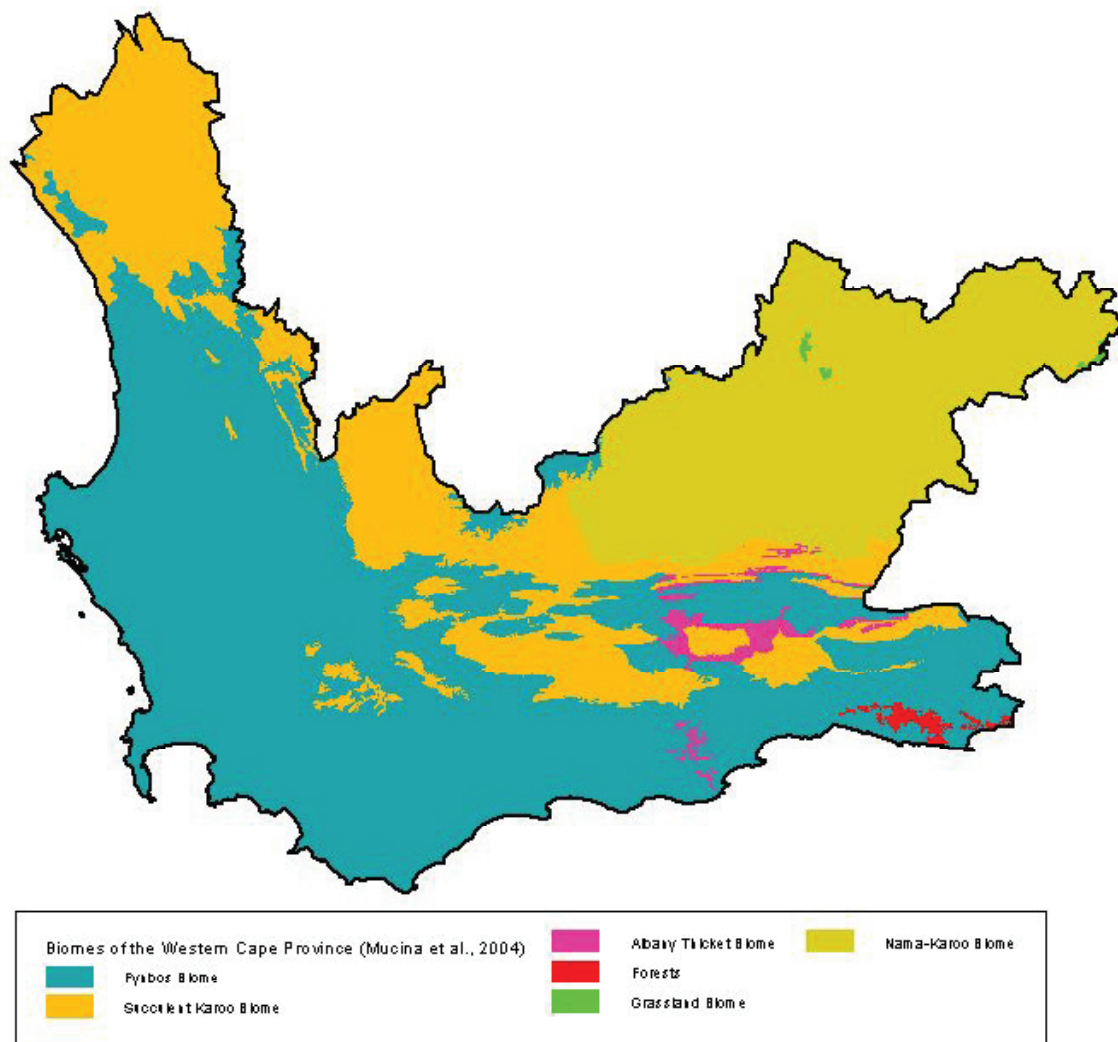 Biomes of the Western Cape Province (Mucina et al., 2004)
Fynbos Biome
Succulent Karoo Biome
Albany Thicket Biome
Forests
Grassland Biome
Nama-Karoo Biome